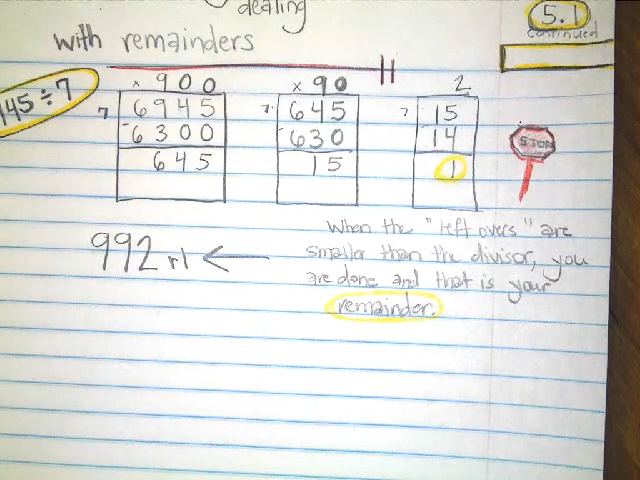 dealing
5.1
continued
with remainders
145 ÷ 7
× 900
7 6945
-6300
645
× 90
7 645
-630
15
2
7 15
14
1
STOP
992 r1
When the "left overs" are
smaller than the divisor, you
are done and that is your
remainder.